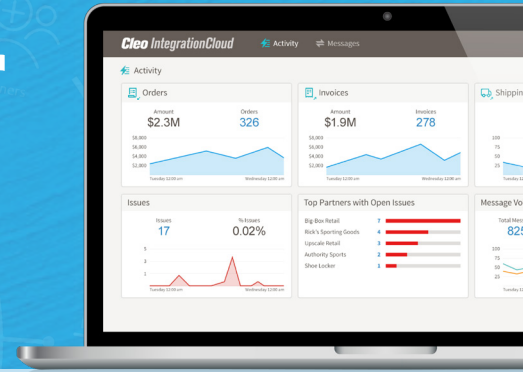 Cleo IntegrationCloud
Activity
Messages
Activity
Orders
Amount
Orders
$2.3M
326
$8,000
$6,000
$4,000
$2,000
Tuesday 12:00 am
Wednesday 12:00 am
Invoices
Amount
Invoices
$1.9M
278
$8,000
$6,000
$4,000
$2,000
Tuesday 12:00 am
Wednesday 12:00 am
Shippin
100
75
50
25
Tuesday 12
Issues
Issues
% Issues
17
0.02%
5
3
1
Tuesday 12:00 am
Wednesday 12:00 am
Top Partners with Open Issues
Big-Box Retail 7
Rick's Sporting Goods 4
Upscale Retail 3
Authority Sports 2
Shoe Locker 1
Message Vo
Total Mess
825
100
75
50
25
Tuesday 12